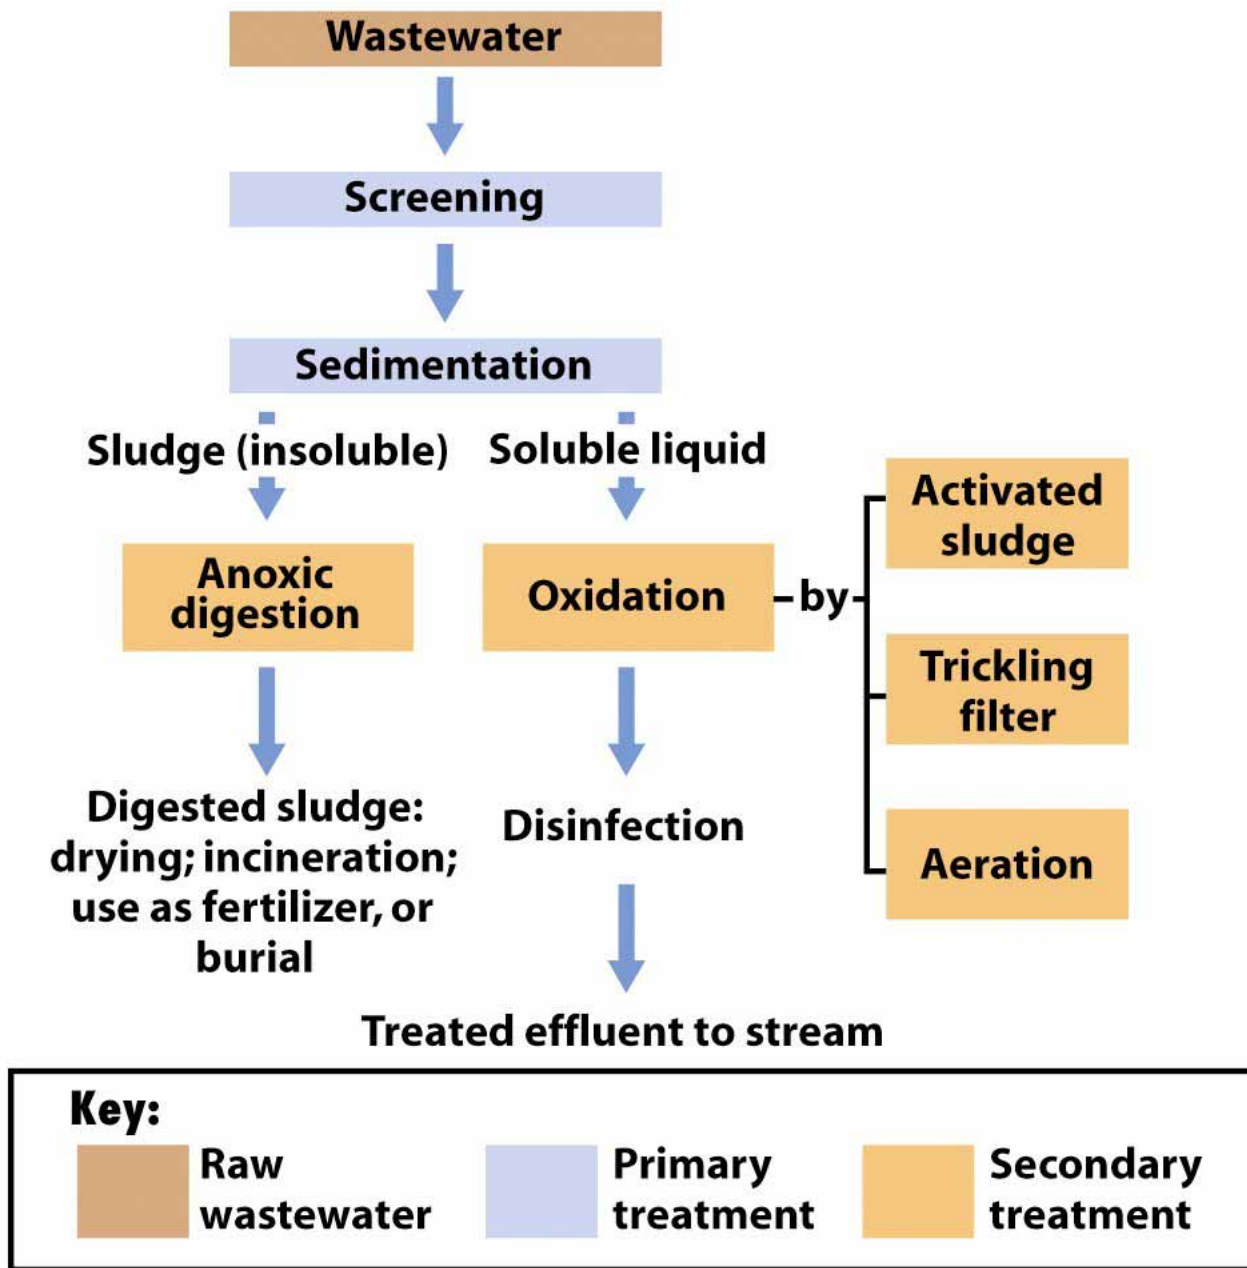 Wastewater
Screening
Sedimentation
Sludge (insoluble)
Soluble liquid
Anoxic
digestion
Oxidation
by
Activated
sludge
Trickling
filter
Aeration
Digested sludge:
drying; incineration;
use as fertilizer, or
burial
Disinfection
Treated effluent to stream
Key:
Raw
wastewater
Primary
treatment
Secondary
treatment